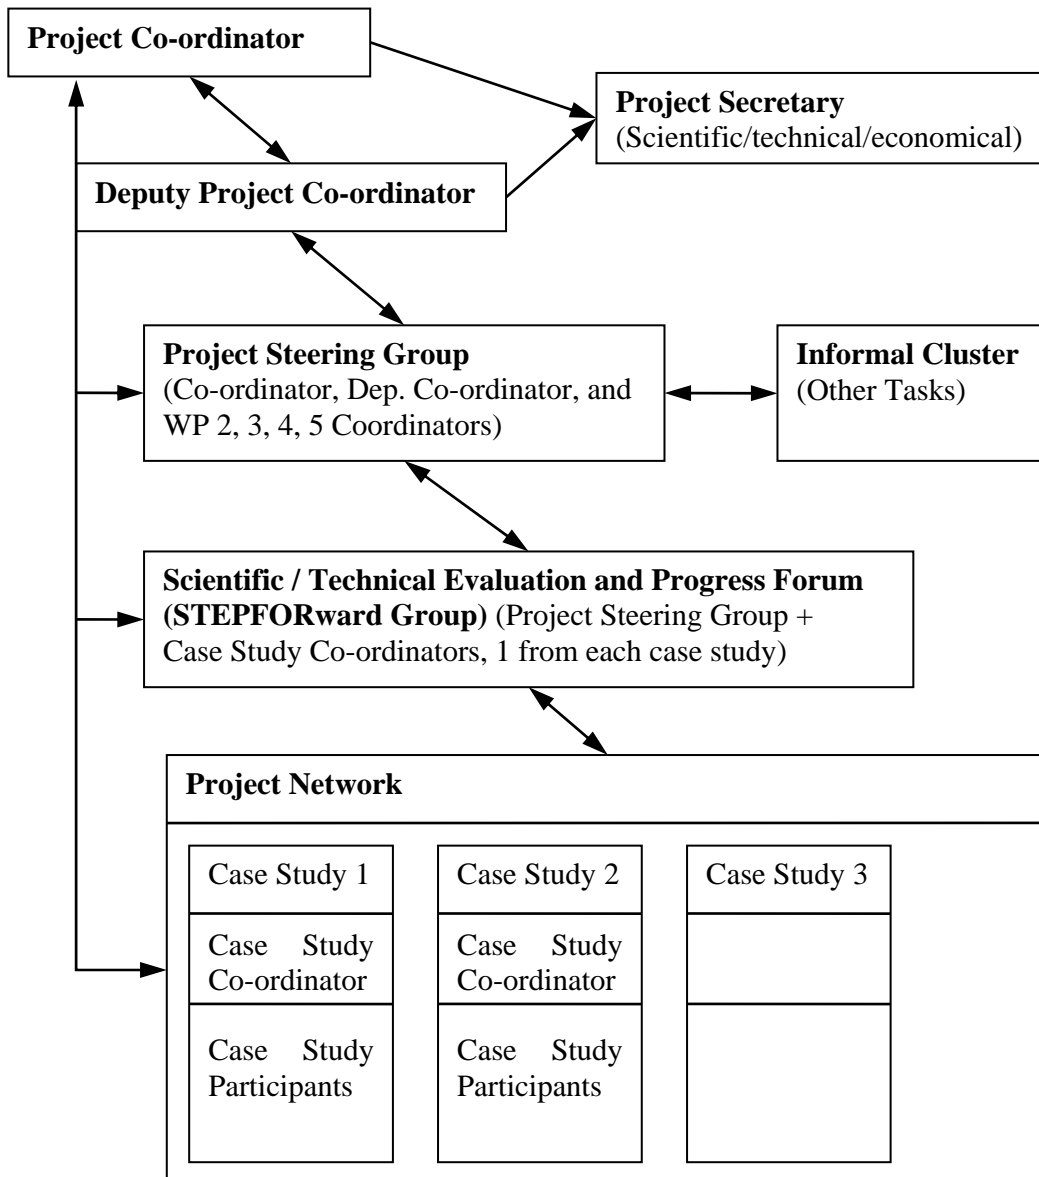 Project Co-ordinator
Project Secretary
(Scientific/technical/economical)
Deputy Project Co-ordinator
Project Steering Group
(Co-ordinator, Dep. Co-ordinator, and
WP 2, 3, 4, 5 Coordinators)
Informal Cluster
(Other Tasks)
Scientific / Technical Evaluation and Progress Forum
(STEPFORward Group) (Project Steering Group +
Case Study Co-ordinators, 1 from each case study)
Project Network
Case Study 1
Case Study
Co-ordinator
Case Study
Participants
Case Study 2
Case Study
Co-ordinator
Case Study
Participants
Case Study 3